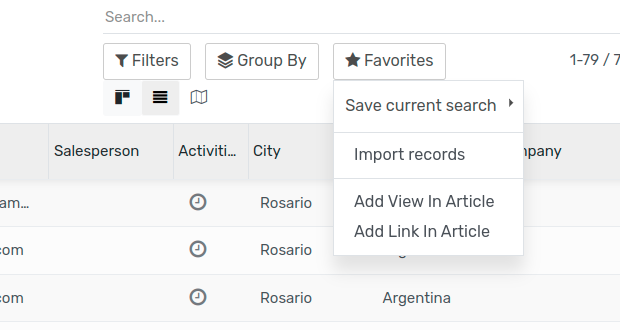 Search...
Filters Group By Favorites 1-79 / 7
Save current search
Import records
Add View In Article
Add Link In Article
Salesperson Activiti... City mpany
am... Rosario
com Rosario
com Rosario Argentina